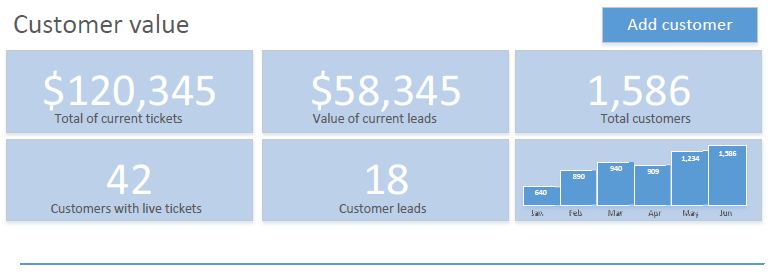 Customer value
Add customer
$120,345
Total of current tickets
$58,345
Value of current leads
1,586
Total customers
42
Customers with live tickets
18
Customer leads
640
890
940
909
1,234
1,586
Jan
Feb
Mar
Apr
May
Jun